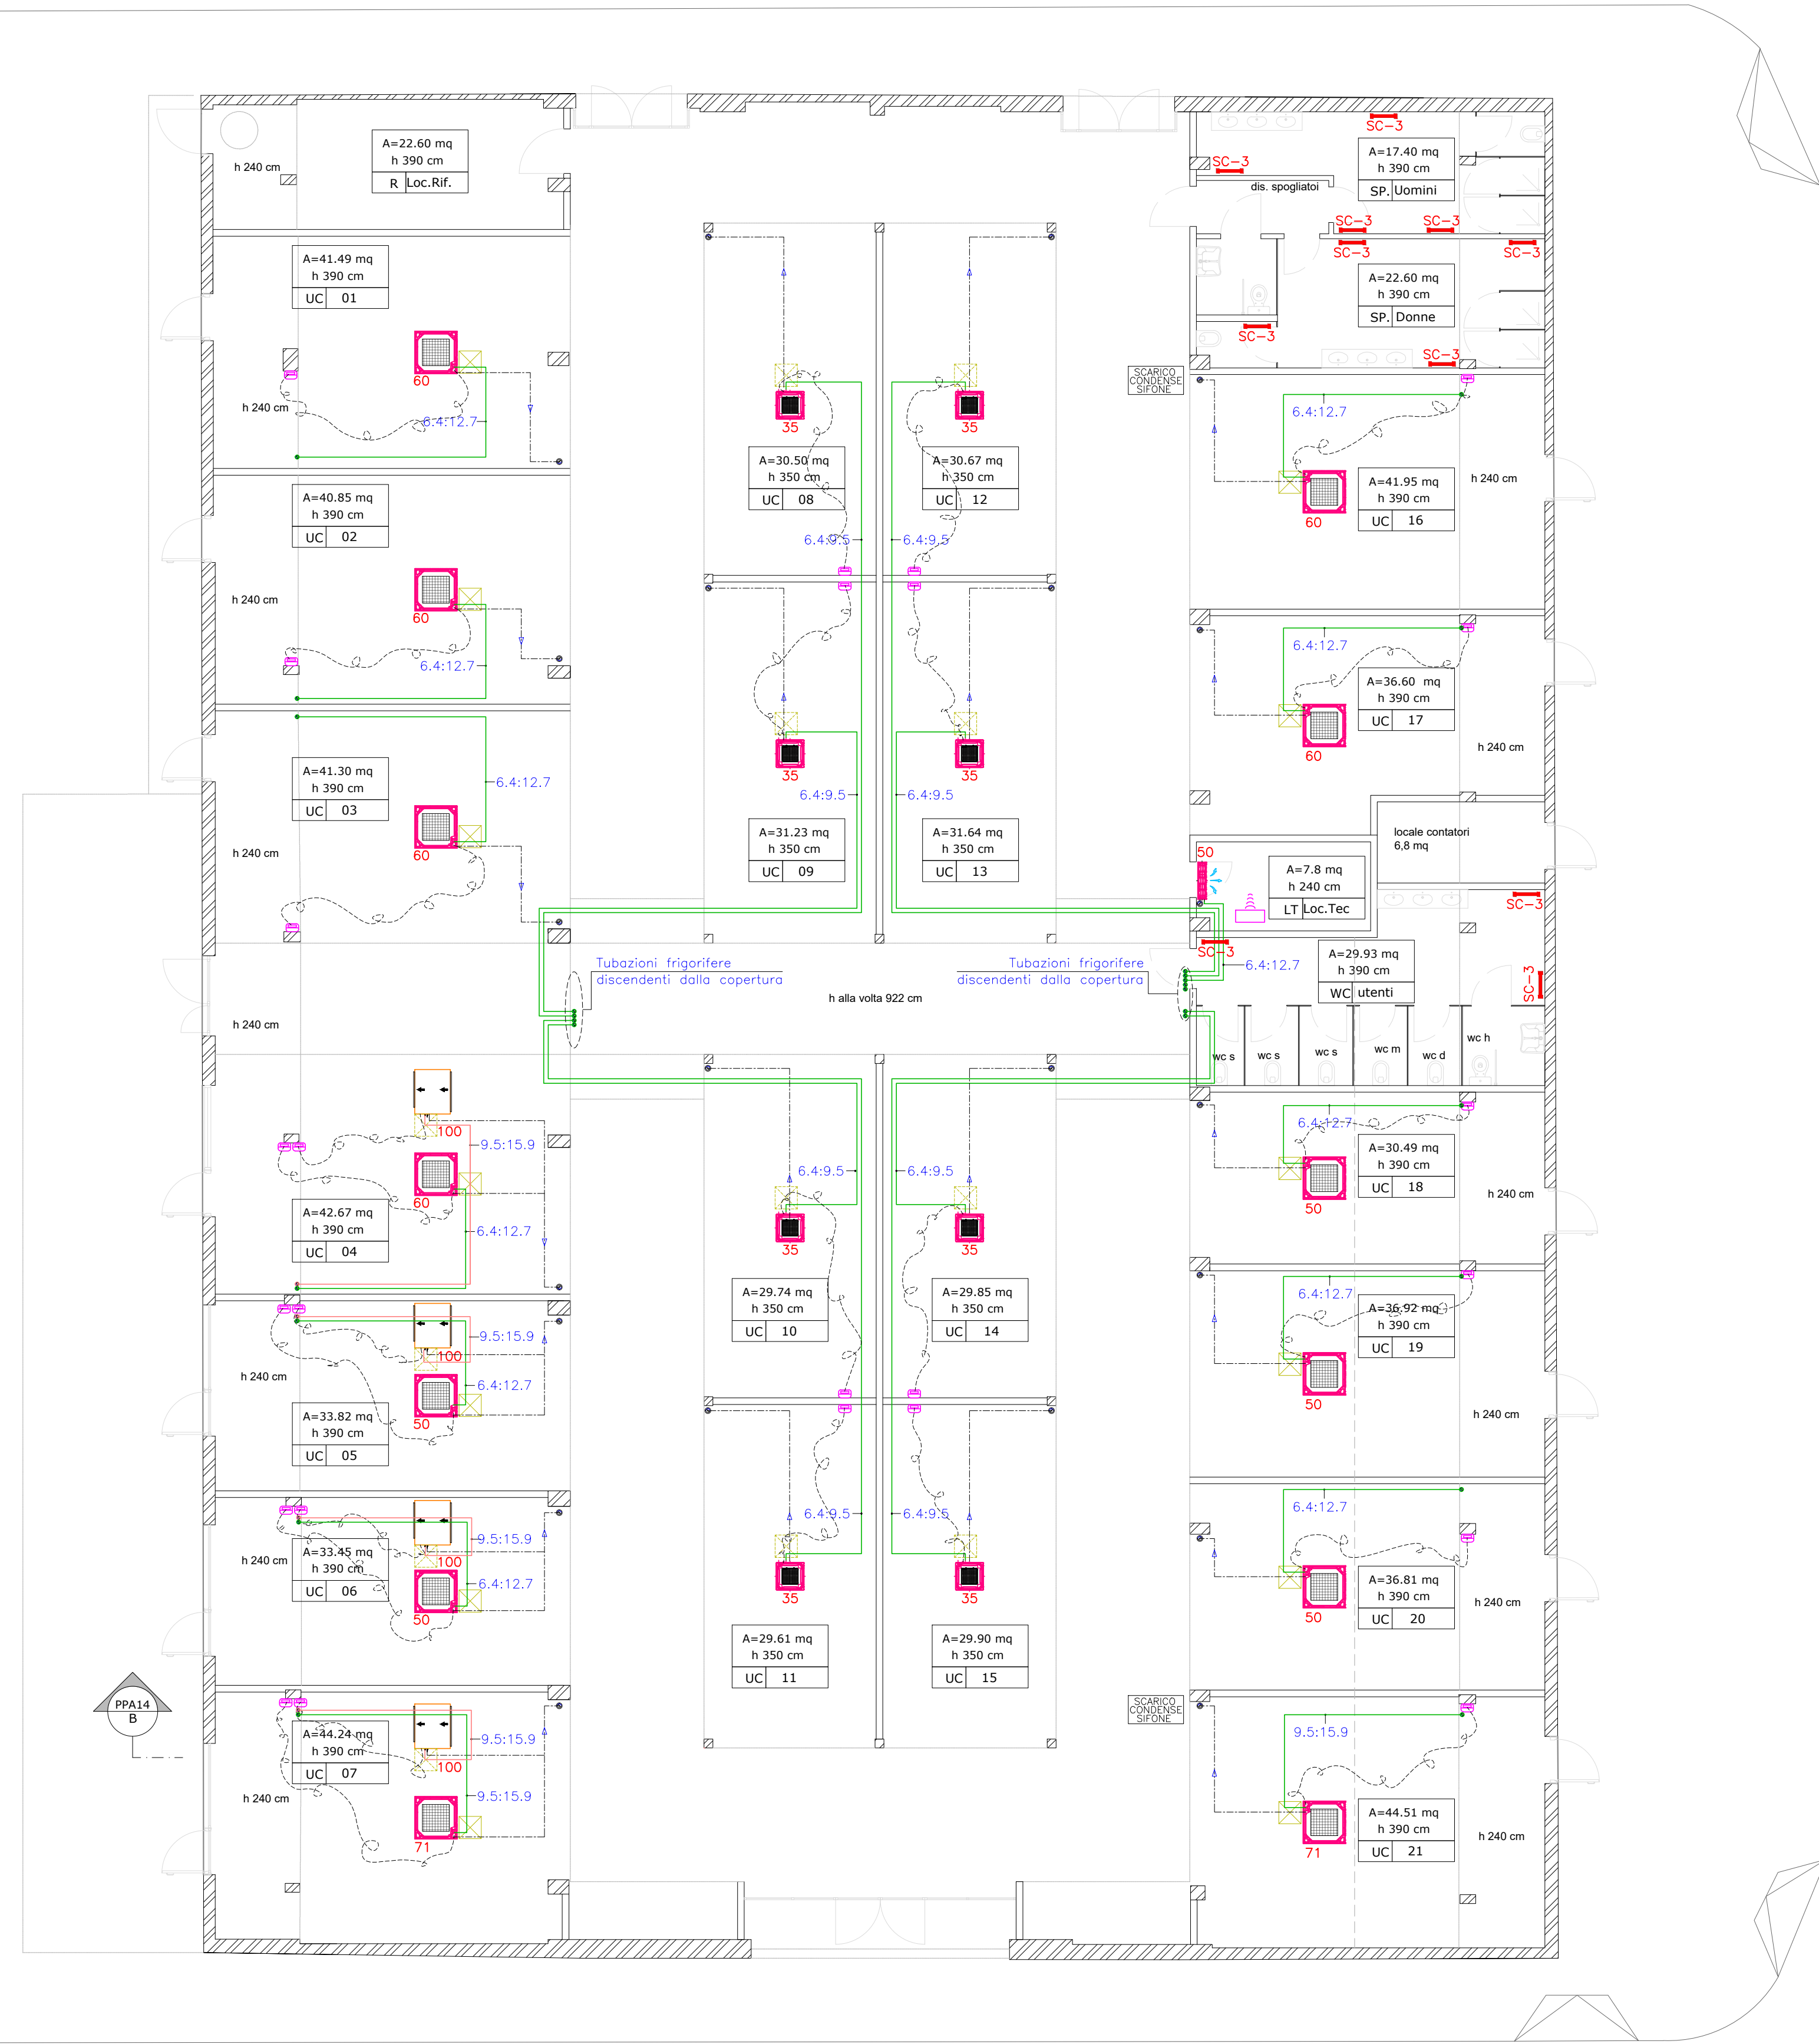 A=22.60 mq
h 390 cm
R Loc.Rif.
h 240 cm
A=41.49 mq
h 390 cm
UC 01
60
h 240 cm
6.4:12.7
A=40.85 mq
h 390 cm
UC 02
60
h 240 cm
6.4:12.7
A=41.30 mq
h 390 cm
UC 03
6.4:12.7
60
h 240 cm
h 240 cm
100
9.5:15.9
60
A=42.67 mq
h 390 cm
UC 04
6.4:12.7
9.5:15.9
100
h 240 cm
6.4:12.7
50
A=33.82 mq
h 390 cm
UC 05
9.5:15.9
100
h 240 cm
A=33.45 mq
h 390 cm
UC 06
6.4:12.7
50
PPA14
B
9.5:15.9
100
A=44.24 mq
h 390 cm
UC 07
h 240 cm
9.5:15.9
71
35
A=30.50 mq
h 350 cm
UC 08
6.4:9.5
35
6.4:9.5
A=31.23 mq
h 350 cm
UC 09
35
A=30.67 mq
h 350 cm
UC 12
6.4:9.5
35
6.4:9.5
A=31.64 mq
h 350 cm
UC 13
Tubazioni frigorifere
discendenti dalla copertura
Tubazioni frigorifere
discendenti dalla copertura
h alla volta 922 cm
6.4:9.5
35
A=29.74 mq
h 350 cm
UC 10
6.4:9.5
35
A=29.61 mq
h 350 cm
UC 11
6.4:9.5
35
A=29.85 mq
h 350 cm
UC 14
6.4:9.5
35
A=29.90 mq
h 350 cm
UC 15
SC-3
SC-3
A=17.40 mq
h 390 cm
SP. Uomini
dis. spogliatoi
SC-3
SC-3
SC-3
SC-3
A=22.60 mq
h 390 cm
SP. Donne
SC-3
SC-3
SCARICO
CONDENSE
SIFONE
6.4:12.7
A=41.95 mq
h 390 cm
UC 16
h 240 cm
60
6.4:12.7
A=36.60 mq
h 390 cm
UC 17
h 240 cm
60
locale contatori
6,8 mq
50
A=7.8 mq
h 240 cm
LT Loc.Tec
SC-3
SC-3
6.4:12.7
A=29.93 mq
h 390 cm
WC utenti
SC-3
wc s
wc s
wc s
wc m
wc d
wc h
6.4:12.7
A=30.49 mq
h 390 cm
UC 18
h 240 cm
50
6.4:12.7
A=36.92 mq
h 390 cm
UC 19
50
h 240 cm
6.4:12.7
A=36.81 mq
h 390 cm
UC 20
h 240 cm
50
SCARICO
CONDENSE
SIFONE
9.5:15.9
A=44.51 mq
h 390 cm
UC 21
h 240 cm
71